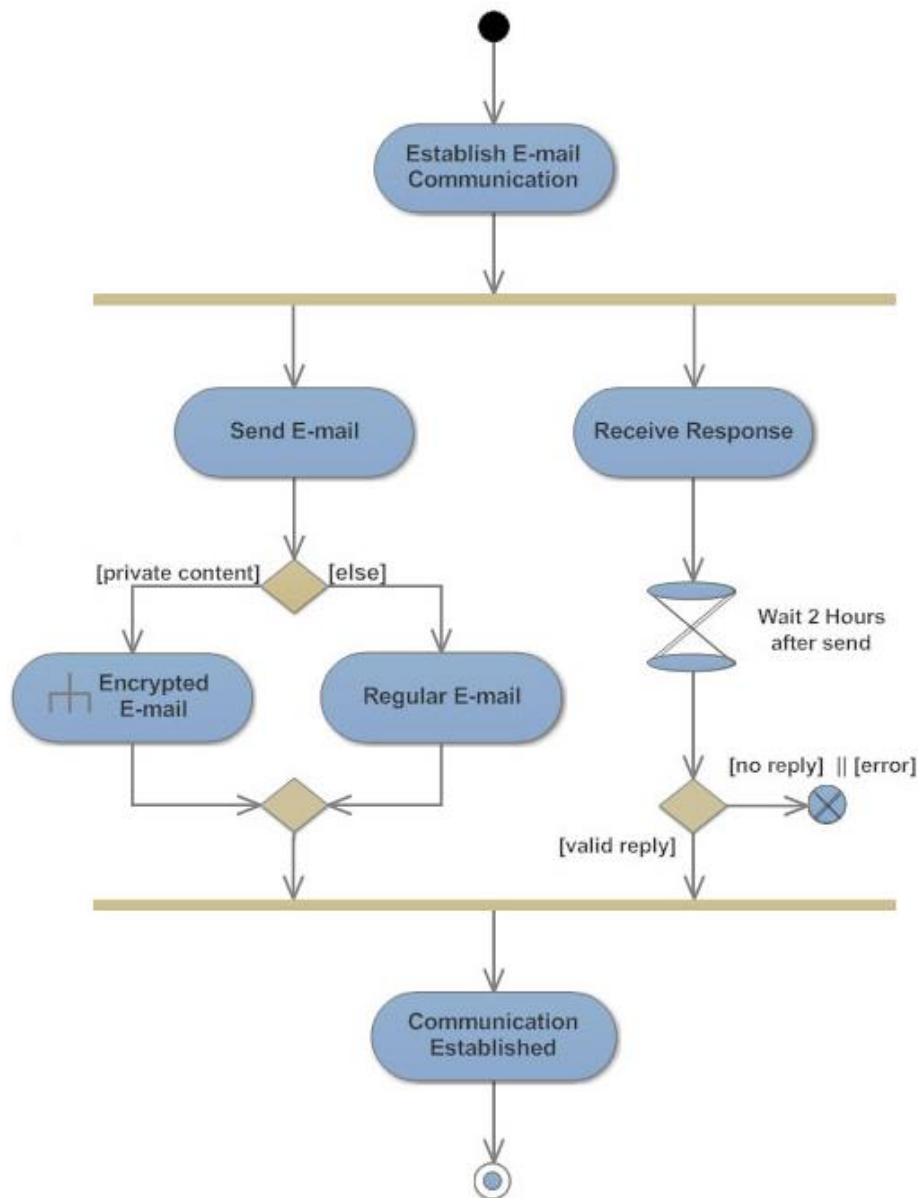 Establish E-mail
Communication
Send E-mail
Receive Response
[private content]
[else]
Wait 2 Hours
after send
Encrypted
E-mail
Regular E-mail
[no reply] || [error]
[valid reply]
Communication
Established